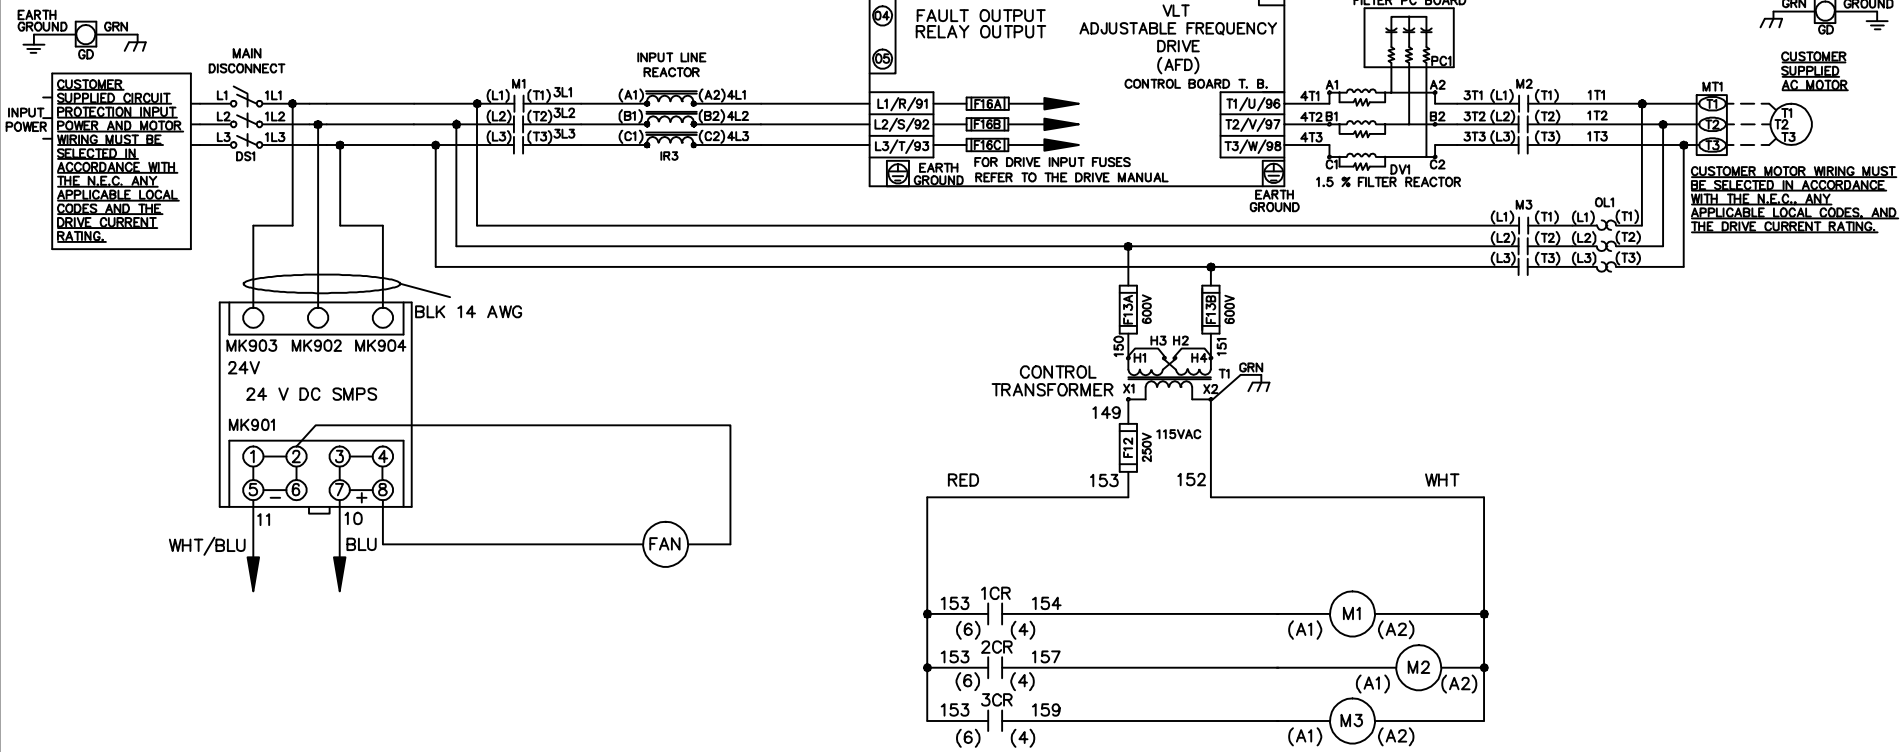 EARTH
GROUND
GRN
GD
CUSTOMER
SUPPLIED CIRCUIT
PROTECTION INPUT
POWER AND MOTOR
WIRING MUST BE
SELECTED IN
ACCORDANCE WITH
THE N.E.C. ANY
APPLICABLE LOCAL
CODES AND THE
DRIVE CURRENT
RATING.
INPUT
POWER
MAIN
DISCONNECT
L1 1L1
L2 1L2
L3 1L3
DS1
M1
(L1) (T1) 3L1
(L2) (T2) 3L2
(L3) (T3) 3L3
INPUT LINE
REACTOR
(A1) (A2) 4L1
(B1) (B2) 4L2
(C1) (C2) 4L3
IR3
04
05
FAULT OUTPUT
RELAY OUTPUT
VLT
ADJUSTABLE FREQUENCY
DRIVE
(AFD)
CONTROL BOARD T. B.
L1/R/91 F16A
L2/S/92 F16B
L3/T/93 F16C
EARTH
GROUND
FOR DRIVE INPUT FUSES
REFER TO THE DRIVE MANUAL
T1/U/96
T2/V/97
T3/W/98
EARTH
GROUND
FILTER PC BOARD
PC1
4T1 A1 A2
4T2 B1 B2
4T3 C1 C2
DV1
1.5 % FILTER REACTOR
M2
3T1 (L1) (T1) 1T1
3T2 (L2) (T2) 1T2
3T3 (L3) (T3) 1T3
GRN
GROUND
GD
CUSTOMER
SUPPLIED
AC MOTOR
MT1
T1
T2
T3
T1
T2
T3
CUSTOMER MOTOR WIRING MUST
BE SELECTED IN ACCORDANCE
WITH THE N.E.C., ANY
APPLICABLE LOCAL CODES, AND
THE DRIVE CURRENT RATING.
M3 OL1
(L1) (T1) (L1) (T1)
(L2) (T2) (L2) (T2)
(L3) (T3) (L3) (T3)
BLK 14 AWG
MK903 MK902 MK904
24V
24 V DC SMPS
MK901
1 2 3 4
5 - 6 7 + 8
11 10
WHT/BLU BLU
FAN
F13A
600V
F13B
600V
150 151
H3 H2
H1 H4
CONTROL
TRANSFORMER
T1 GRN
X1 X2
149
F12
250V
115VAC
153 152
RED WHT
1CR
153 154
(6) (4)
M1
(A1) (A2)
2CR
153 157
(6) (4)
M2
(A1) (A2)
3CR
153 159
(6) (4)
M3
(A1) (A2)